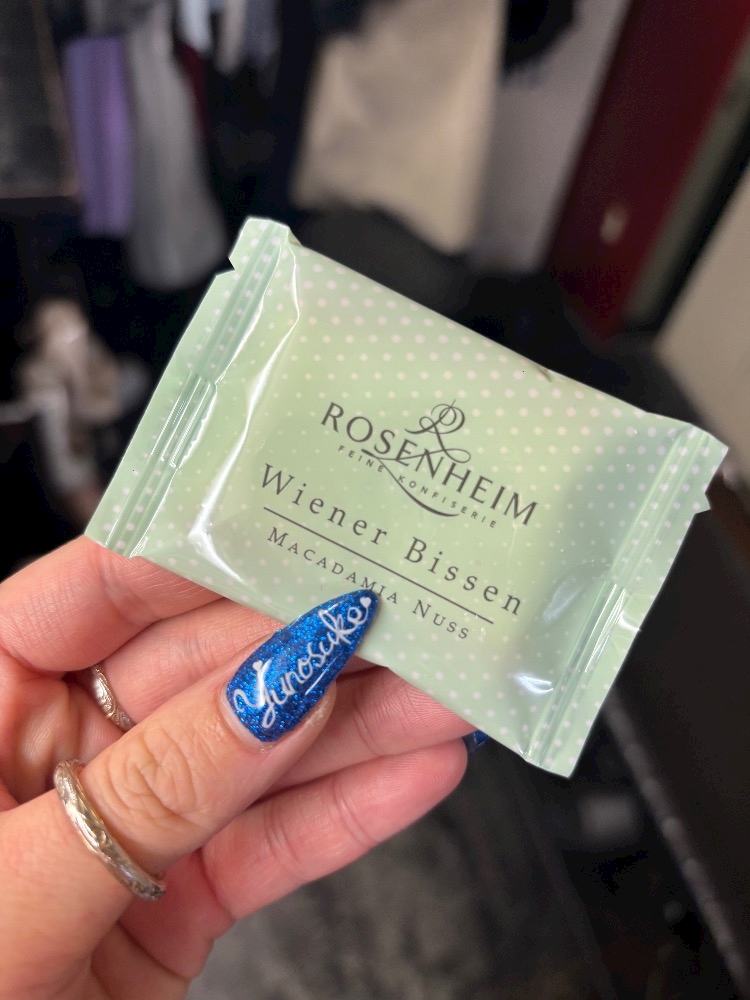 ROSENHEIM
FEINE KONFISERIE
Wiener Bissen
MACADAMIA NUSS
Yunosuke